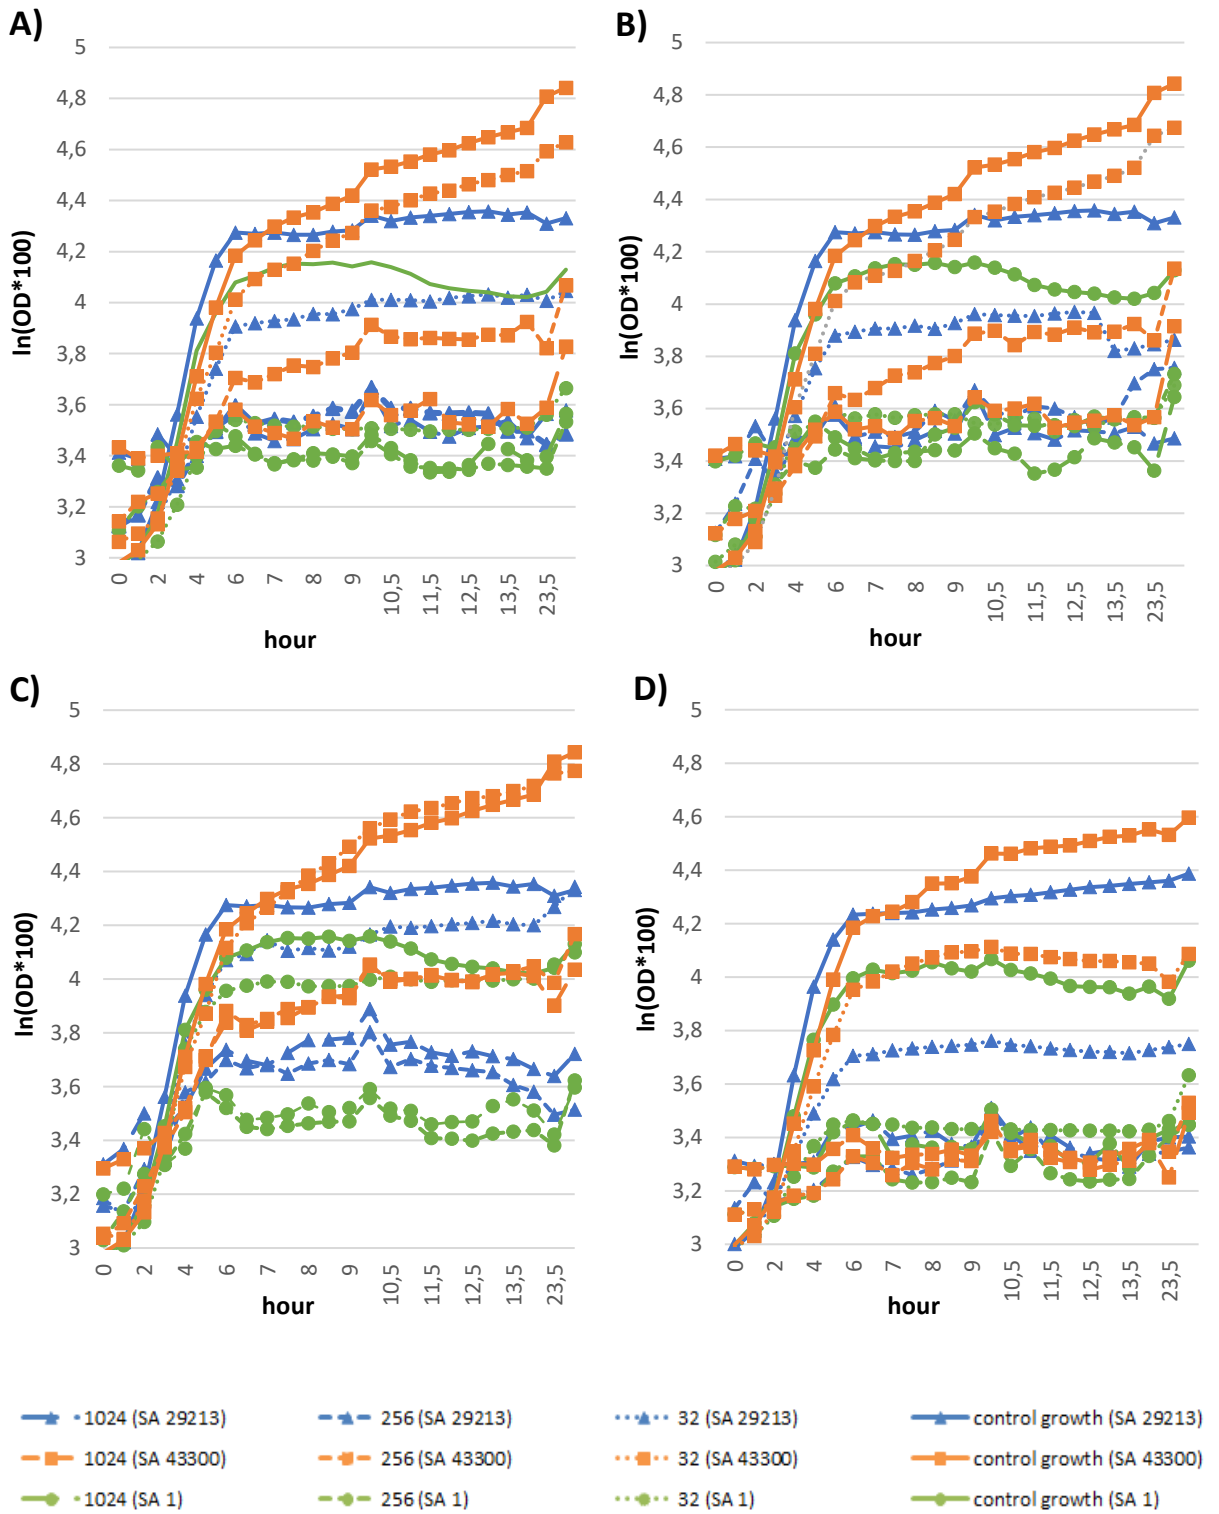 A)
5
4,8
4,6
4,4
4,2
4
3,8
3,6
3,4
3,2
3
ln(OD*100)
0 2 4 6 7 8 9 10,5 11,5 12,5 13,5 23,5
hour
B)
5
4,8
4,6
4,4
4,2
4
3,8
3,6
3,4
3,2
3
ln(OD*100)
0 2 4 6 7 8 9 10,5 11,5 12,5 13,5 23,5
hour
C)
5
4,8
4,6
4,4
4,2
4
3,8
3,6
3,4
3,2
3
ln(OD*100)
0 2 4 6 7 8 9 10,5 11,5 12,5 13,5 23,5
hour
D)
5
4,8
4,6
4,4
4,2
4
3,8
3,6
3,4
3,2
3
ln(OD*100)
0 2 4 6 7 8 9 10,5 11,5 12,5 13,5 23,5
hour
1024 (SA 29213) 256 (SA 29213) 32 (SA 29213) control growth (SA 29213)
1024 (SA 43300) 256 (SA 43300) 32 (SA 43300) control growth (SA 43300)
1024 (SA 1) 256 (SA 1) 32 (SA 1) control growth (SA 1)